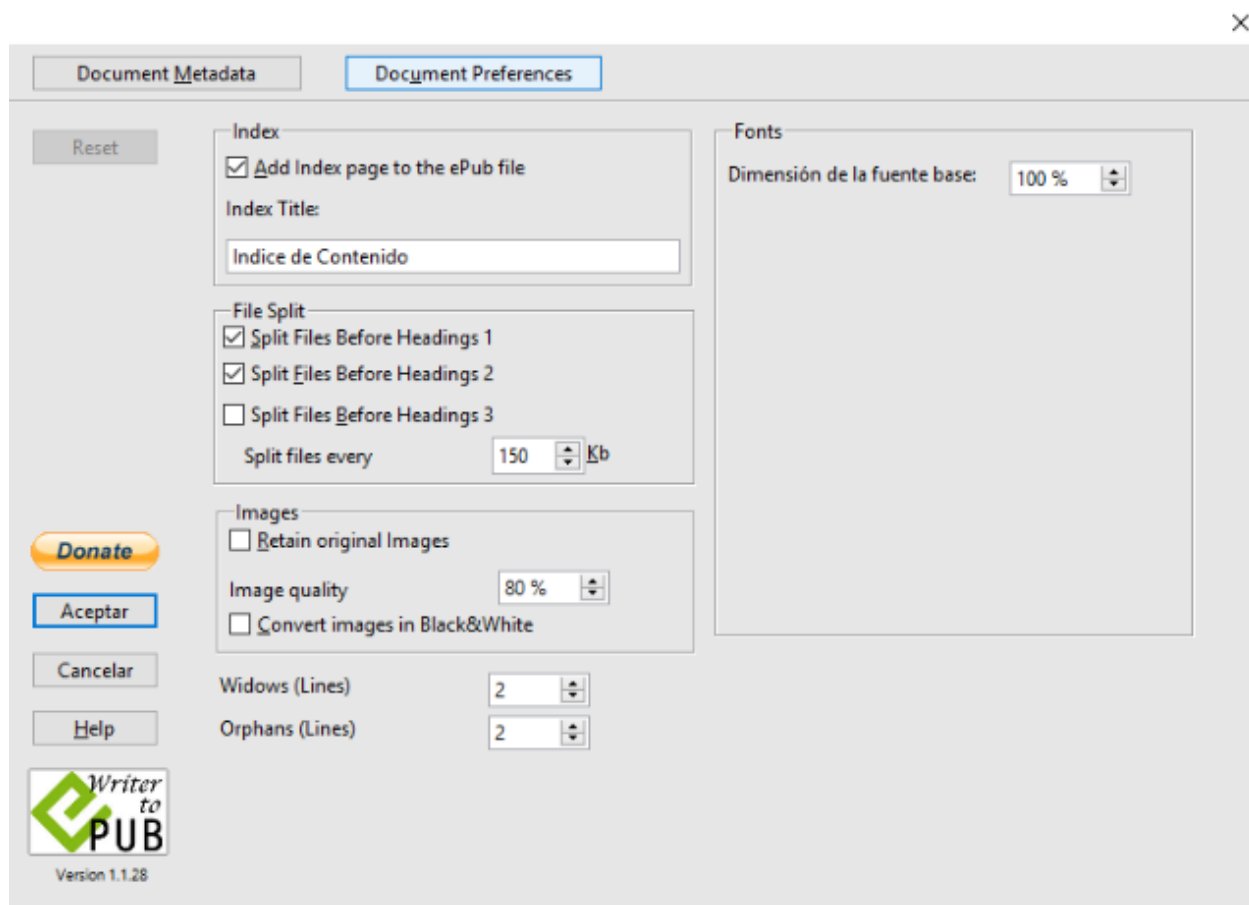 Document Metadata
Document Preferences
Reset
Index
Add Index page to the ePub file
Index Title:
Indice de Contenido
File Split
Split Files Before Headings 1
Split Files Before Headings 2
Split Files Before Headings 3
Split files every 150 Kb
Images
Retain original Images
Image quality 80 %
Convert images in Black&White
Widows (Lines) 2
Orphans (Lines) 2
Fonts
Dimensión de la fuente base: 100 %
Donate
Aceptar
Cancelar
Help
Writer
to
ePUB
Version 1.1.28